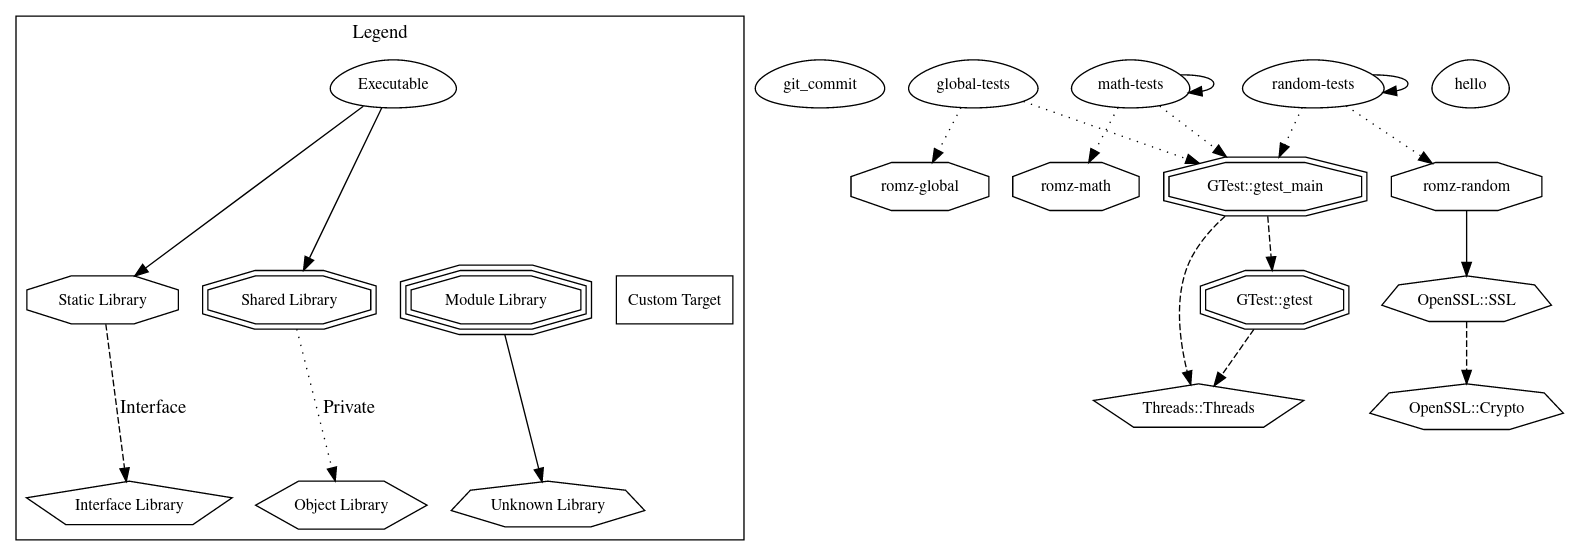 Legend
Executable
Static Library
Shared Library
Module Library
Custom Target
Interface
Private
Interface Library
Object Library
Unknown Library
git_commit
global-tests
math-tests
random-tests
hello
romz-global
romz-math
GTest::gtest_main
romz-random
GTest::gtest
OpenSSL::SSL
Threads::Threads
OpenSSL::Crypto